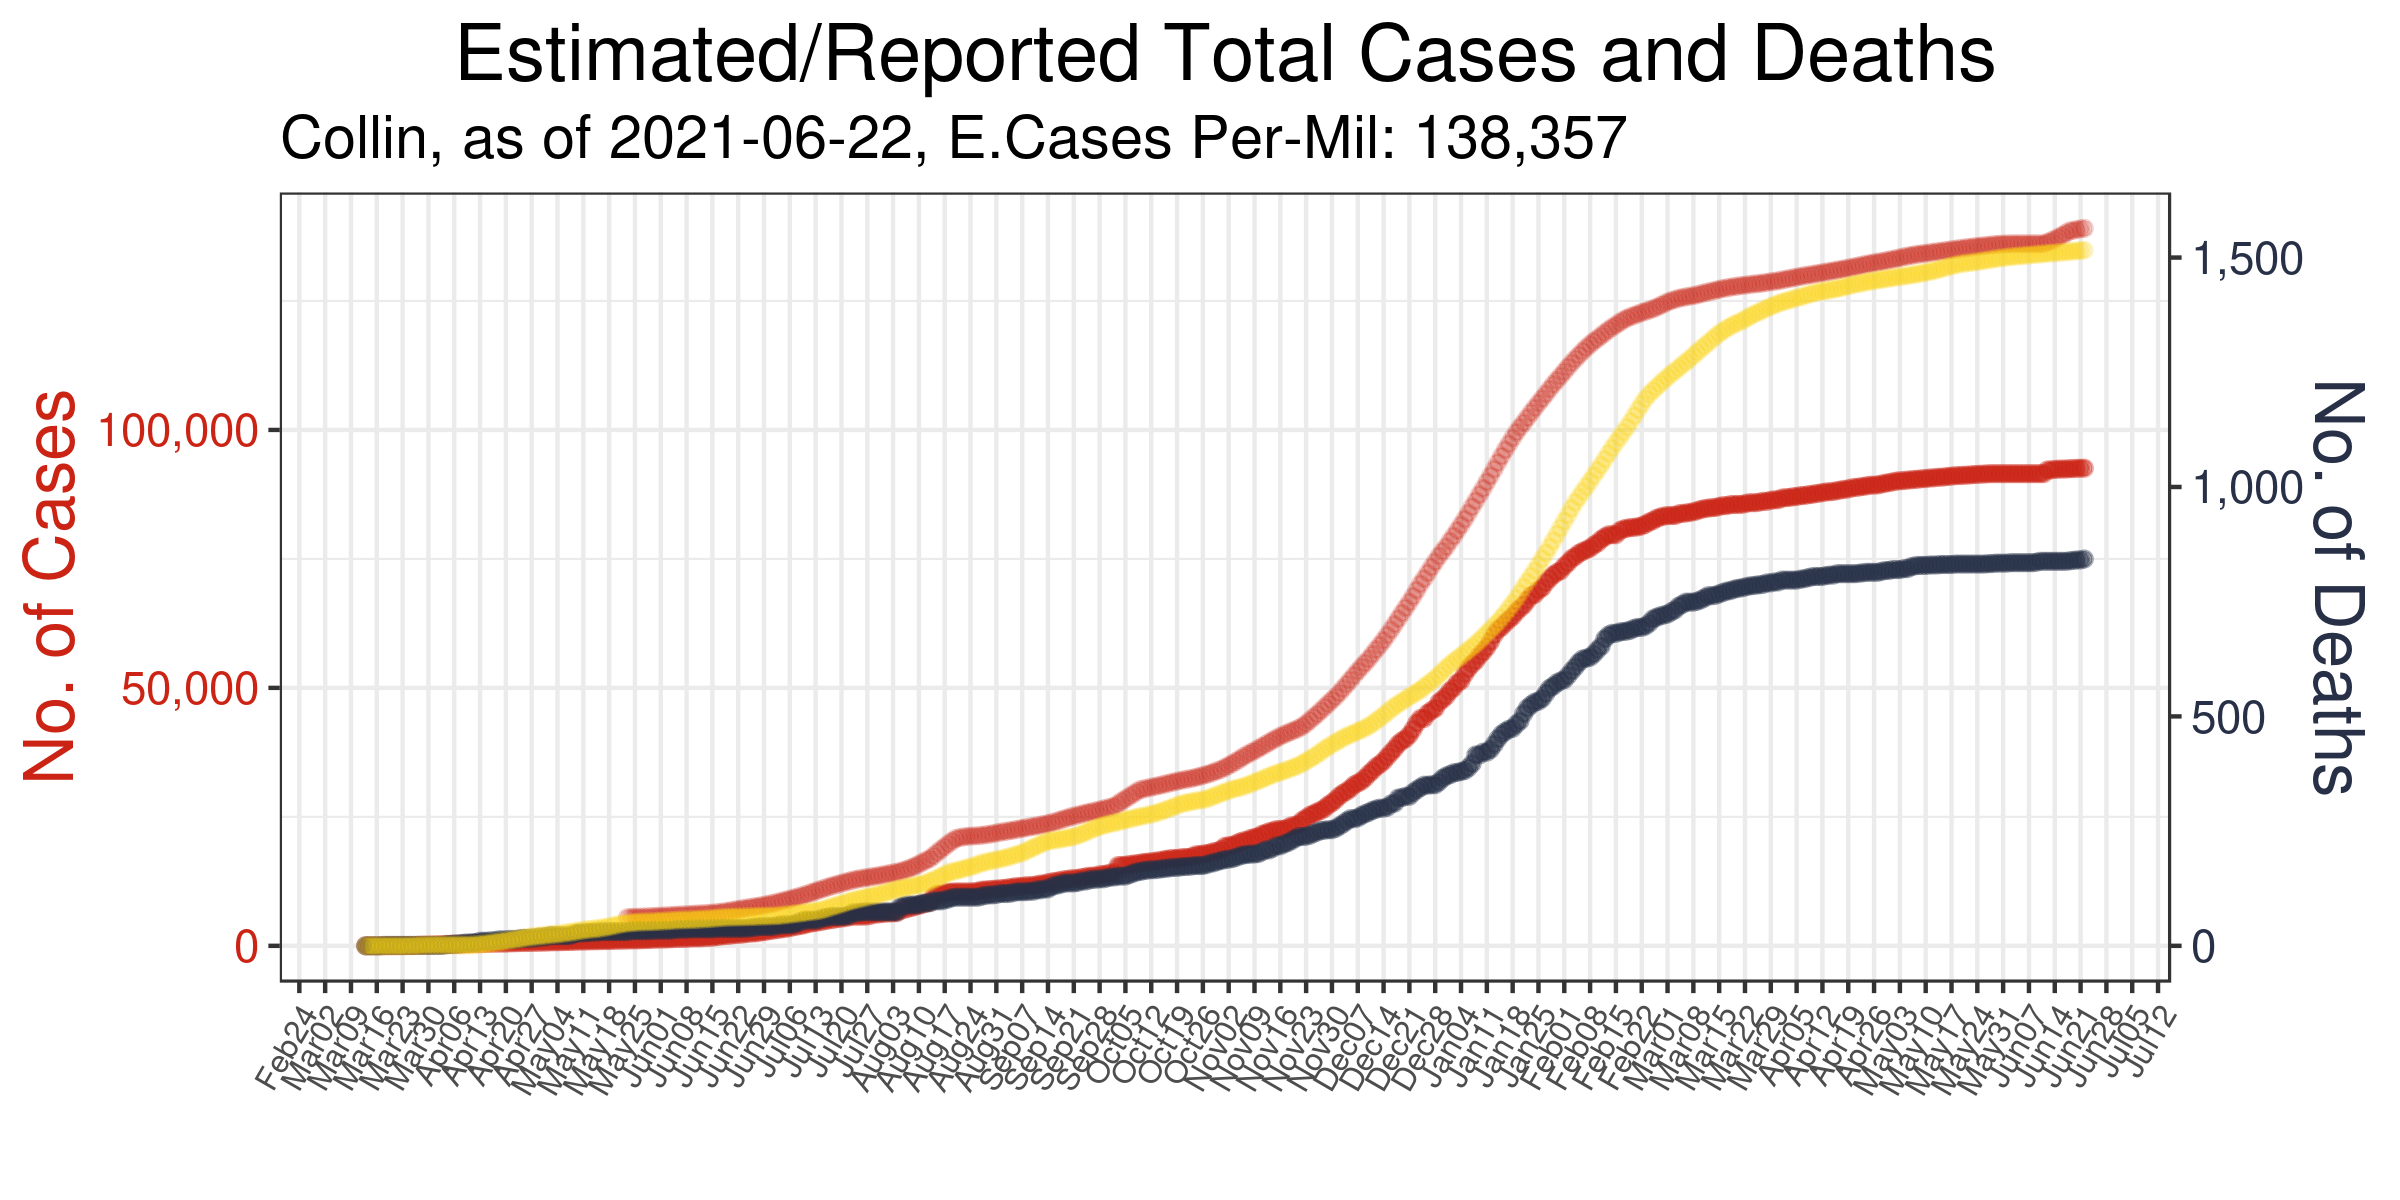 Estimated/Reported Total Cases and Deaths
Collin, as of 2021-06-22, E.Cases Per-Mil: 138,357
No. of Cases
100,000
50,000
0
1,500
1,000
500
0
No. of Deaths
Feb24
Mar02
Mar09
Mar16
Mar23
Mar30
Apr06
Apr13
Apr20
Apr27
May04
May11
May18
May25
Jun01
Jun08
Jun15
Jun22
Jun29
Jul06
Jul13
Jul20
Jul27
Aug03
Aug10
Aug17
Aug24
Aug31
Sep07
Sep14
Sep21
Sep28
Oct05
Oct12
Oct19
Oct26
Nov02
Nov09
Nov16
Nov23
Nov30
Dec07
Dec14
Dec21
Dec28
Jan04
Jan11
Jan18
Jan25
Feb01
Feb08
Feb15
Feb22
Mar01
Mar08
Mar15
Mar22
Mar29
Apr05
Apr12
Apr19
Apr26
May03
May10
May17
May24
May31
Jun07
Jun14
Jun21
Jun28
Jul05
Jul12